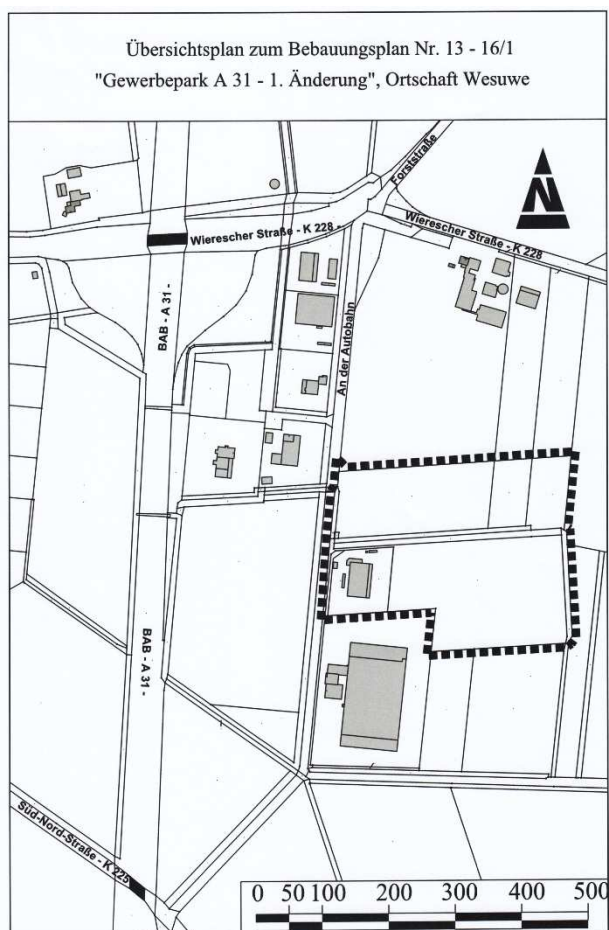 Übersichtsplan zum Bebauungsplan Nr. 13 - 16/1
"Gewerbepark A 31 - 1. Änderung", Ortschaft Wesuwe
Forststraße
N
Wierescher Straße - K 228 -
Wierescher Straße - K 228
BAB - A 31 -
An der Autobahn
BAB - A 31 -
Süd-Nord-Straße - K 225
0 50 100 200 300 400 500